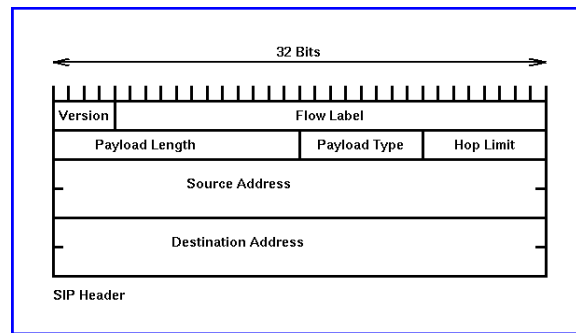 32 Bits
Version Flow Label
Payload Length Payload Type Hop Limit
Source Address
Destination Address
SIP Header